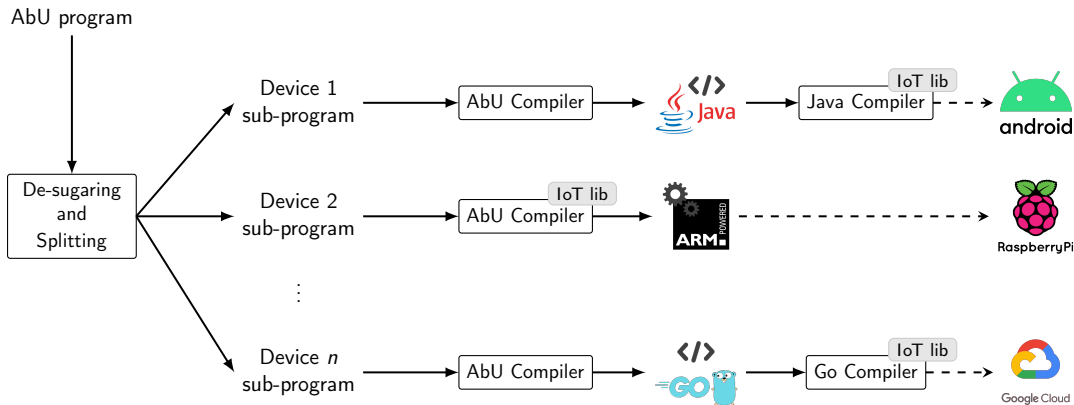 AbU program
De-sugaring
and
Splitting
Device 1
sub-program
AbU Compiler
</>
Java
Java Compiler
IoT lib
android
Device 2
sub-program
AbU Compiler
IoT lib
ARM
POWERED
RaspberryPi
⋮
Device n
sub-program
AbU Compiler
</>
GO
Go Compiler
IoT lib
Google Cloud